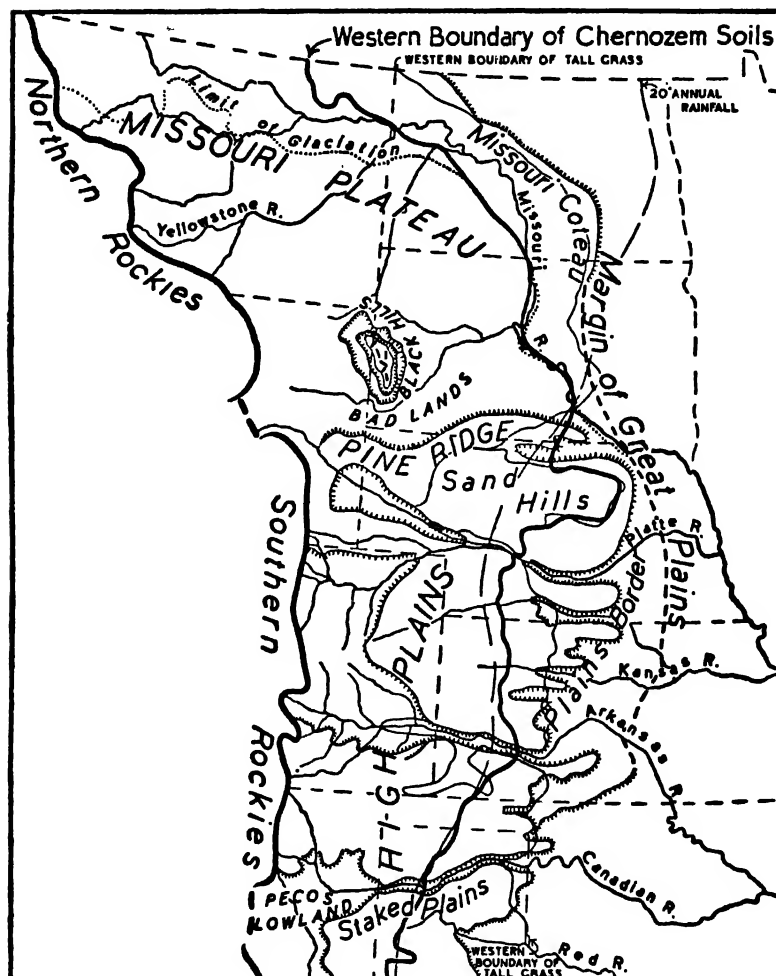 Western Boundary of Chernozem Soils
WESTERN BOUNDARY OF TALL GRASS
20" ANNUAL
RAINFALL
Limit of Glaciation
MISSOURI PLATEAU
Missouri Coteau
Missouri R.
Northern Rockies
Yellowstone R.
BLACK HILLS
Margin of Great Plains
BAD LANDS
PINE RIDGE
Sand Hills
Platte R.
Southern Rockies
HIGH PLAINS
Plains Border
Kansas R.
Arkansas R.
Canadian R.
PECOS
LOWLAND
Staked Plains
WESTERN
BOUNDARY OF
TALL GRASS
Red R.